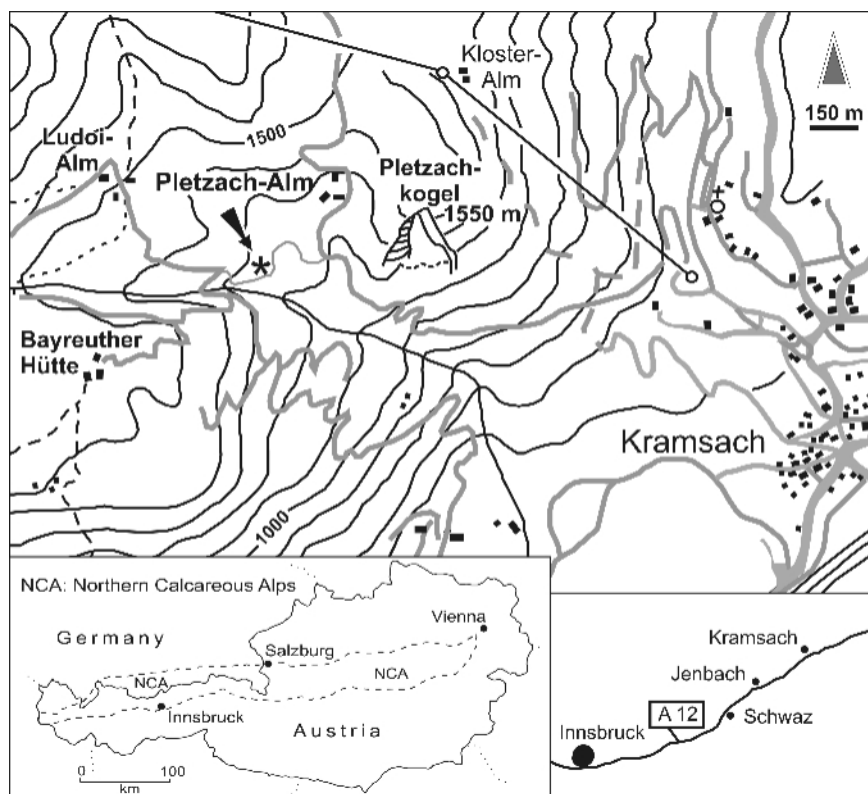 Kloster-
Alm
150 m
1500
Ludoi-
Alm
Pletzach-Alm
Pletzach-
kogel
1550 m
*
Bayreuther
Hütte
Kramsach
1000
NCA: Northern Calcareous Alps
Germany
Vienna
Salzburg
NCA
NCA
Innsbruck
Austria
0 100
km
Kramsach
Jenbach
A 12
Schwaz
Innsbruck